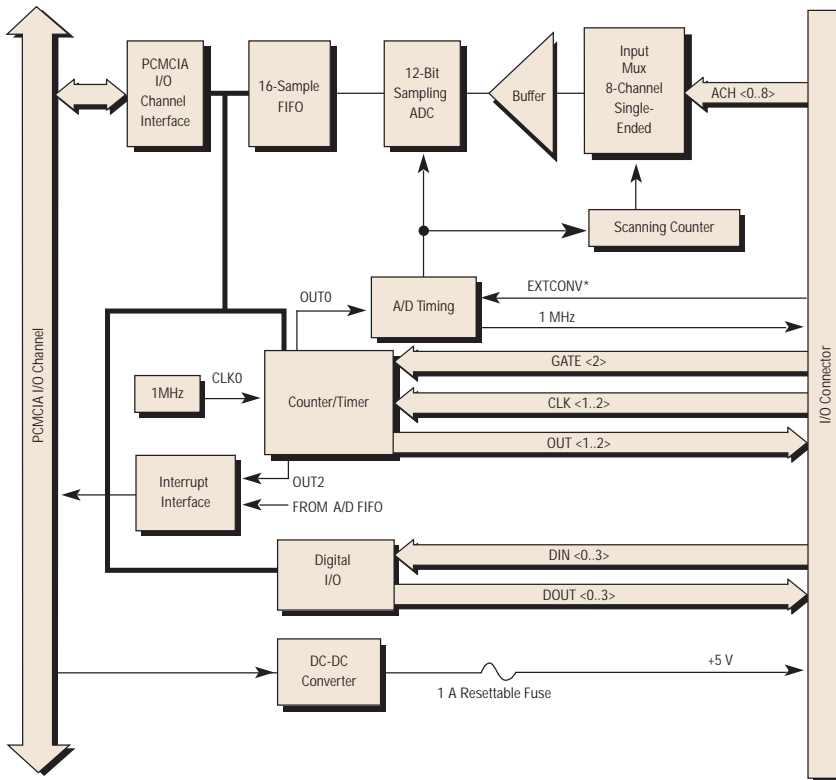 PCMCIA
I/O
Channel
Interface
16-Sample
FIFO
12-Bit
Sampling
ADC
Buffer
Input
Mux
8-Channel
Single-
Ended
ACH <0..8>
Scanning Counter
OUT0
A/D Timing
EXTCONV*
1 MHz
PCMCIA I/O Channel
I/O Connector
1MHz
CLK0
Counter/Timer
GATE <2>
CLK <1..2>
OUT <1..2>
Interrupt
Interface
OUT2
FROM A/D FIFO
Digital
I/O
DIN <0..3>
DOUT <0..3>
DC-DC
Converter
1 A Resettable Fuse
+5 V